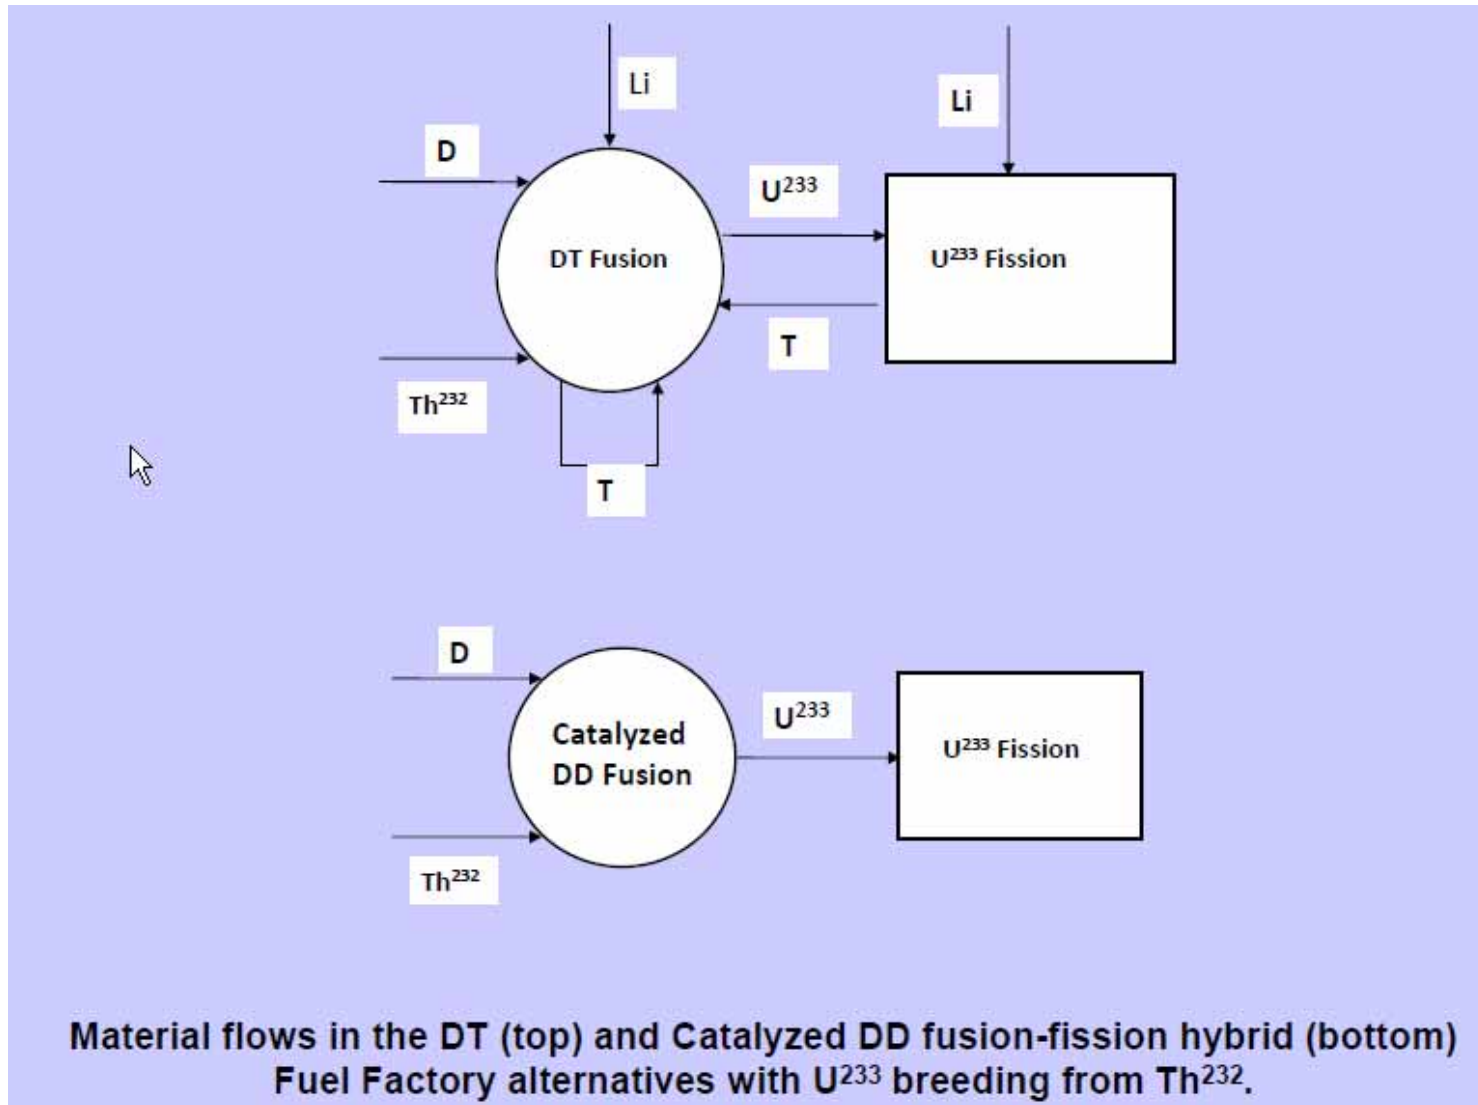 Li
Li
D
U²³³
DT Fusion
U²³³ Fission
T
Th²³²
T
D
U²³³
Catalyzed
DD Fusion
U²³³ Fission
Th²³²
Material flows in the DT (top) and Catalyzed DD fusion-fission hybrid (bottom)
Fuel Factory alternatives with U²³³ breeding from Th²³².